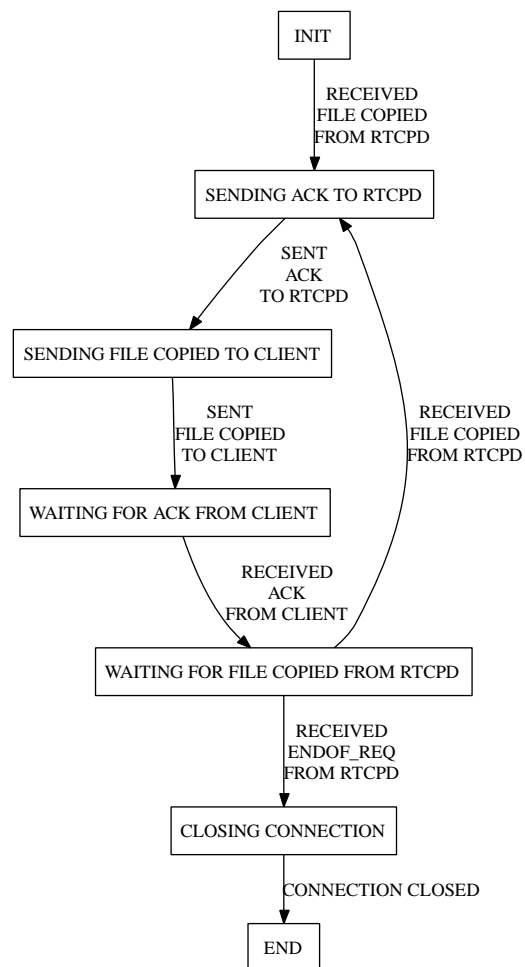 INIT
RECEIVED
FILE COPIED
FROM RTCPD
SENDING ACK TO RTCPD
SENT
ACK
TO RTCPD
SENDING FILE COPIED TO CLIENT
SENT
FILE COPIED
TO CLIENT
RECEIVED
FILE COPIED
FROM RTCPD
WAITING FOR ACK FROM CLIENT
RECEIVED
ACK
FROM CLIENT
WAITING FOR FILE COPIED FROM RTCPD
RECEIVED
ENDOF_REQ
FROM RTCPD
CLOSING CONNECTION
CONNECTION CLOSED
END